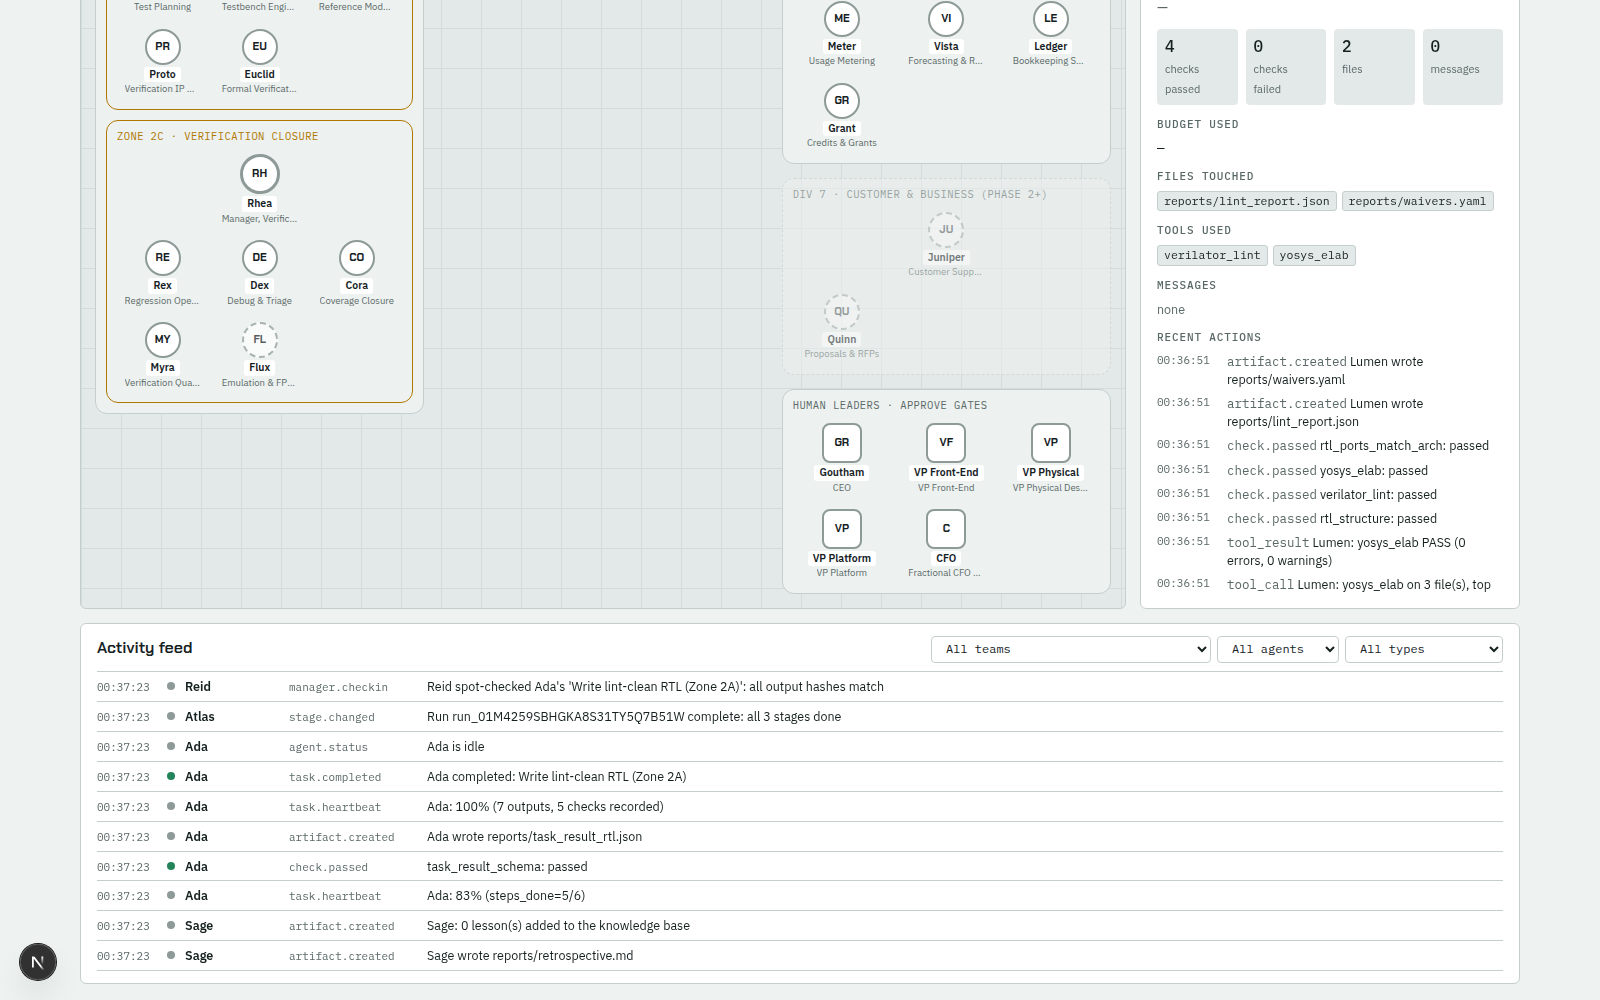 Test Planning
Testbench Engi...
Reference Mod...
PR
EU
Proto
Euclid
Verification IP ...
Formal Verificat...
ZONE 2C · VERIFICATION CLOSURE
RH
Rhea
Manager, Verific...
RE
DE
CO
Rex
Dex
Cora
Regression Ope...
Debug & Triage
Coverage Closure
MY
FL
Myra
Flux
Verification Qua...
Emulation & FP...
ME
VI
LE
Meter
Vista
Ledger
Usage Metering
Forecasting & R...
Bookkeeping S...
GR
Grant
Credits & Grants
DIV 7 · CUSTOMER & BUSINESS (PHASE 2+)
JU
Juniper
Customer Supp...
QU
Quinn
Proposals & RFPs
HUMAN LEADERS · APPROVE GATES
GR
VF
VP
Goutham
VP Front-End
VP Physical
CEO
VP Front-End
VP Physical Des...
VP
C
VP Platform
CFO
VP Platform
Fractional CFO ...
—
4
0
2
0
checks passed
checks failed
files
messages
BUDGET USED
—
FILES TOUCHED
reports/lint_report.json
reports/waivers.yaml
TOOLS USED
verilator_lint
yosys_elab
MESSAGES
none
RECENT ACTIONS
00:36:51 artifact.created Lumen wrote
reports/waivers.yaml
00:36:51 artifact.created Lumen wrote
reports/lint_report.json
00:36:51 check.passed rtl_ports_match_arch: passed
00:36:51 check.passed yosys_elab: passed
00:36:51 check.passed verilator_lint: passed
00:36:51 check.passed rtl_structure: passed
00:36:51 tool_result Lumen: yosys_elab PASS (0
errors, 0 warnings)
00:36:51 tool_call Lumen: yosys_elab on 3 file(s), top
Activity feed
All teams
All agents
All types
00:37:23 Reid manager.checkin Reid spot-checked Ada's 'Write lint-clean RTL (Zone 2A)': all output hashes match
00:37:23 Atlas stage.changed Run run_01M4259SBHGKA8S31TY5Q7B51W complete: all 3 stages done
00:37:23 Ada agent.status Ada is idle
00:37:23 Ada task.completed Ada completed: Write lint-clean RTL (Zone 2A)
00:37:23 Ada task.heartbeat Ada: 100% (7 outputs, 5 checks recorded)
00:37:23 Ada artifact.created Ada wrote reports/task_result_rtl.json
00:37:23 Ada check.passed task_result_schema: passed
00:37:23 Ada task.heartbeat Ada: 83% (steps_done=5/6)
00:37:23 Sage artifact.created Sage: 0 lesson(s) added to the knowledge base
00:37:23 Sage artifact.created Sage wrote reports/retrospective.md
N